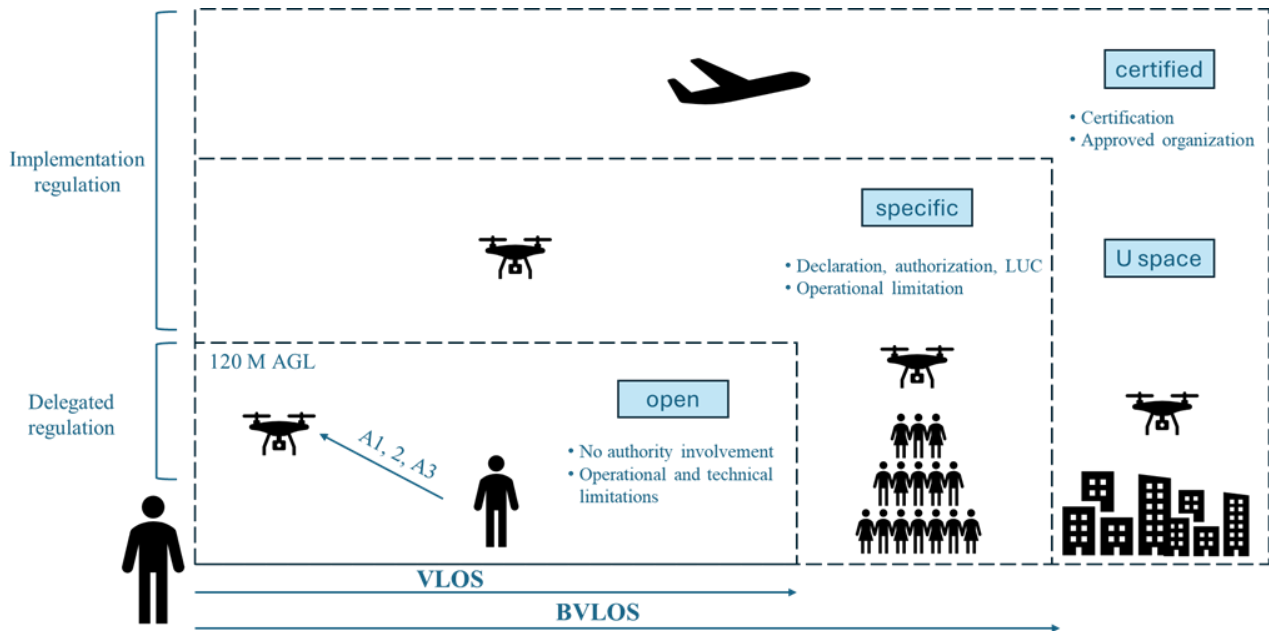 certified
• Certification
• Approved organization
Implementation
regulation
specific
• Declaration, authorization, LUC
• Operational limitation
U space
120 M AGL
Delegated
regulation
open
A1, 2, A3
• No authority involvement
• Operational and technical
limitations
VLOS
BVLOS